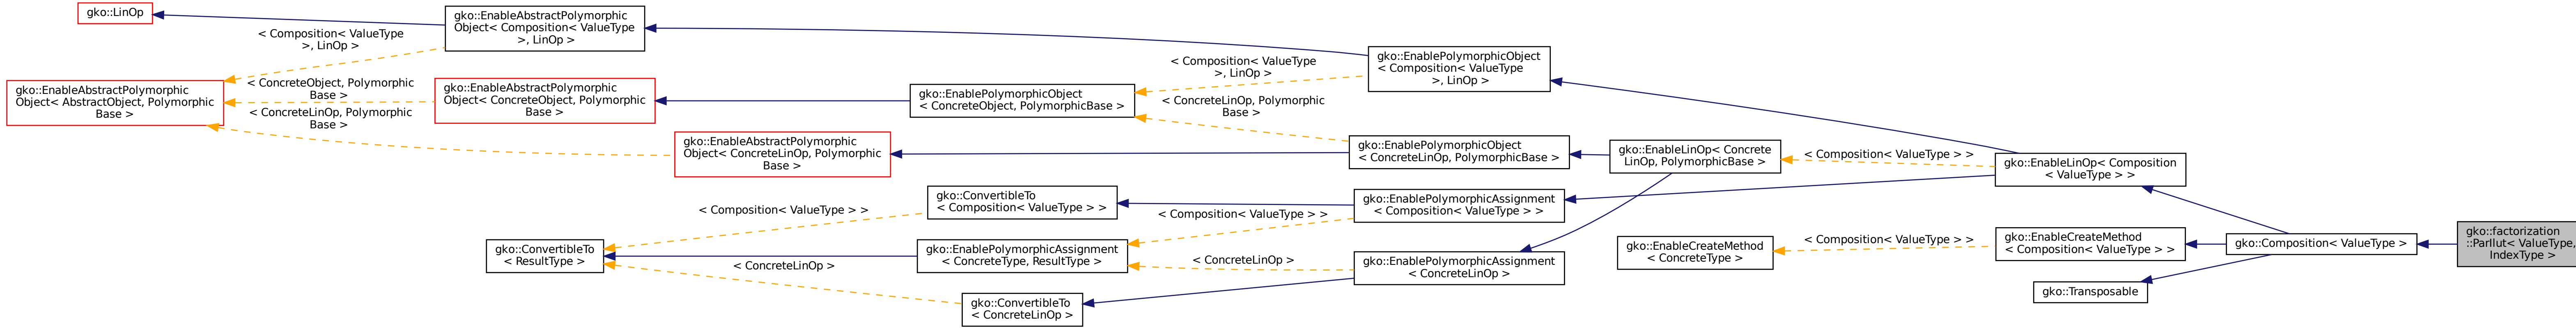 gko::LinOp
gko::EnableAbstractPolymorphic
Object< Composition< ValueType
>, LinOp >
< Composition< ValueType
>, LinOp >
gko::EnableAbstractPolymorphic
Object< AbstractObject, Polymorphic
Base >
< ConcreteObject, Polymorphic
Base >
< ConcreteLinOp, Polymorphic
Base >
gko::EnableAbstractPolymorphic
Object< ConcreteObject, Polymorphic
Base >
gko::EnableAbstractPolymorphic
Object< ConcreteLinOp, Polymorphic
Base >
gko::EnablePolymorphicObject
< ConcreteObject, PolymorphicBase >
< Composition< ValueType
>, LinOp >
< ConcreteLinOp, Polymorphic
Base >
gko::EnablePolymorphicObject
< Composition< ValueType
>, LinOp >
gko::EnablePolymorphicObject
< ConcreteLinOp, PolymorphicBase >
gko::EnableLinOp< Concrete
LinOp, PolymorphicBase >
< Composition< ValueType > >
gko::EnableLinOp< Composition
< ValueType > >
gko::ConvertibleTo
< ResultType >
< Composition< ValueType > >
gko::ConvertibleTo
< Composition< ValueType > >
< Composition< ValueType > >
gko::EnablePolymorphicAssignment
< Composition< ValueType > >
gko::EnablePolymorphicAssignment
< ConcreteType, ResultType >
< ConcreteLinOp >
< ConcreteLinOp >
gko::EnablePolymorphicAssignment
< ConcreteLinOp >
gko::ConvertibleTo
< ConcreteLinOp >
gko::EnableCreateMethod
< ConcreteType >
< Composition< ValueType > >
gko::EnableCreateMethod
< Composition< ValueType > >
gko::Transposable
gko::Composition< ValueType >
gko::factorization
::ParIlut< ValueType,
IndexType >